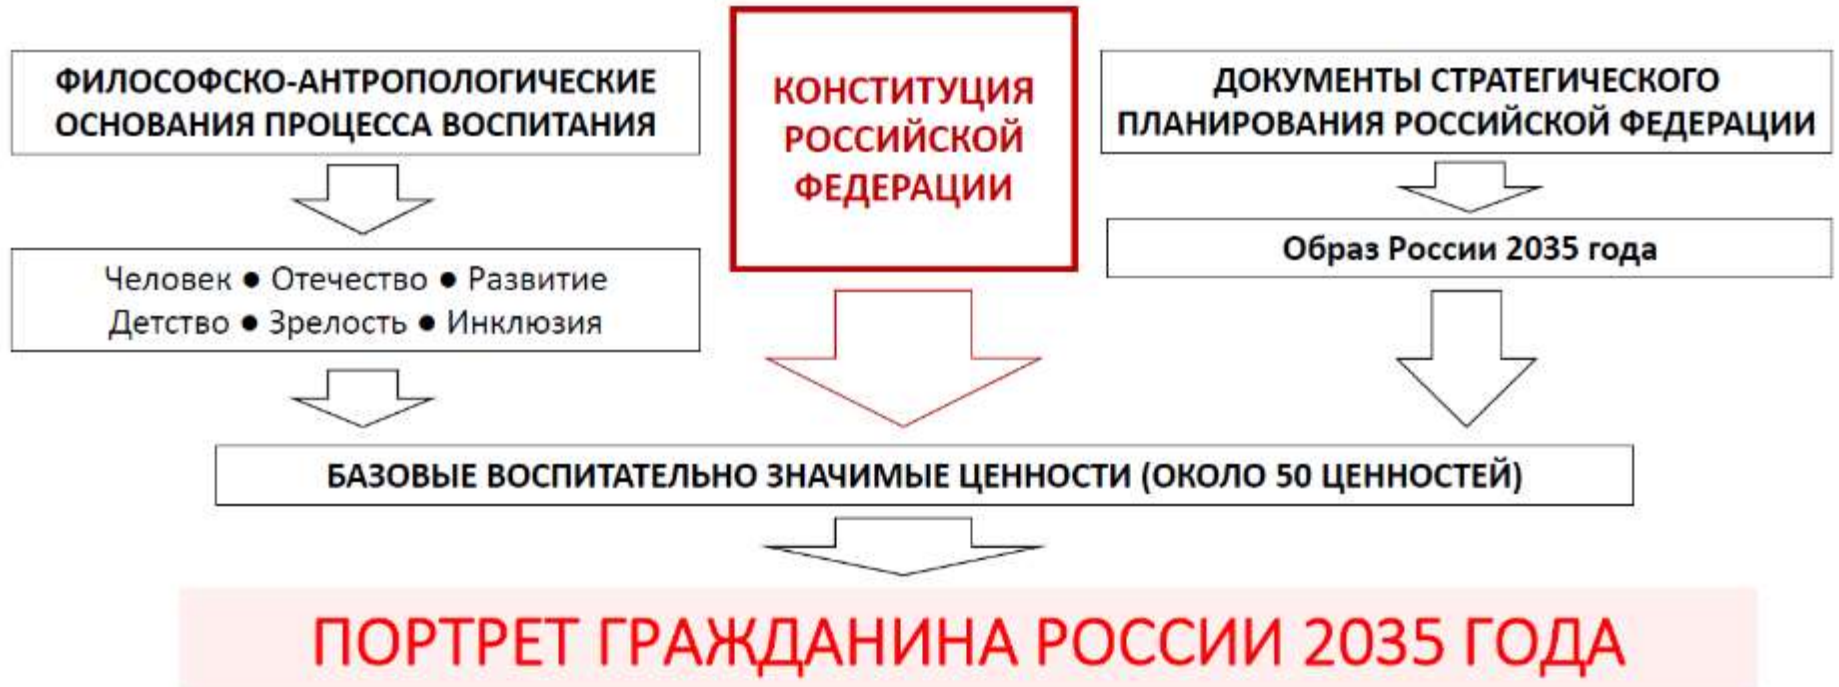 ФИЛОСОФСКО-АНТРОПОЛОГИЧЕСКИЕ
ОСНОВАНИЯ ПРОЦЕССА ВОСПИТАНИЯ
Человек ● Отечество ● Развитие
Детство ● Зрелость ● Инклюзия
КОНСТИТУЦИЯ
РОССИЙСКОЙ
ФЕДЕРАЦИИ
ДОКУМЕНТЫ СТРАТЕГИЧЕСКОГО
ПЛАНИРОВАНИЯ РОССИЙСКОЙ ФЕДЕРАЦИИ
Образ России 2035 года
БАЗОВЫЕ ВОСПИТАТЕЛЬНО ЗНАЧИМЫЕ ЦЕННОСТИ (ОКОЛО 50 ЦЕННОСТЕЙ)
ПОРТРЕТ ГРАЖДАНИНА РОССИИ 2035 ГОДА